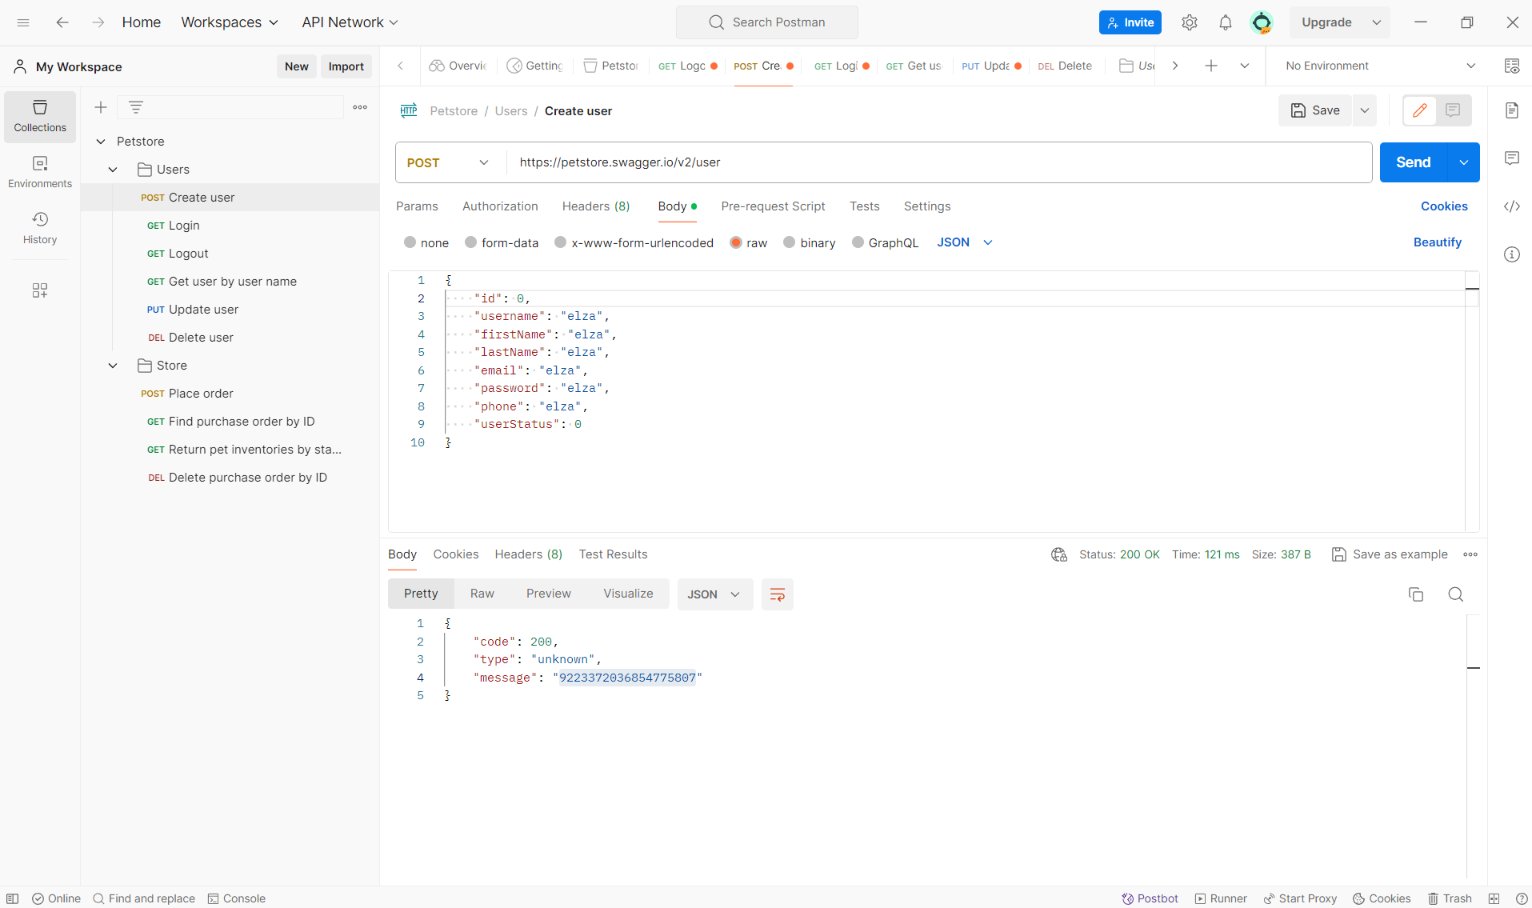 Home Workspaces API Network Search Postman Invite Upgrade
My Workspace New Import Overvie Getting Petstor GET Logo POST Cre GET Logi GET Get us PUT Upda DEL Delete Use No Environment
Collections
Environments
History
Petstore
Users
POST Create user
GET Login
GET Logout
GET Get user by user name
PUT Update user
DEL Delete user
Store
POST Place order
GET Find purchase order by ID
GET Return pet inventories by sta...
DEL Delete purchase order by ID
HTTP Petstore / Users / Create user Save
POST https://petstore.swagger.io/v2/user Send
Params Authorization Headers (8) Body Pre-request Script Tests Settings Cookies
none form-data x-www-form-urlencoded raw binary GraphQL JSON Beautify
1 {
2 "id": 0,
3 "username": "elza",
4 "firstName": "elza",
5 "lastName": "elza",
6 "email": "elza",
7 "password": "elza",
8 "phone": "elza",
9 "userStatus": 0
10 }
Body Cookies Headers (8) Test Results Status: 200 OK Time: 121 ms Size: 387 B Save as example
Pretty Raw Preview Visualize JSON
1 {
2 "code": 200,
3 "type": "unknown",
4 "message": "9223372036854775807"
5 }
Online Find and replace Console Postbot Runner Start Proxy Cookies Trash